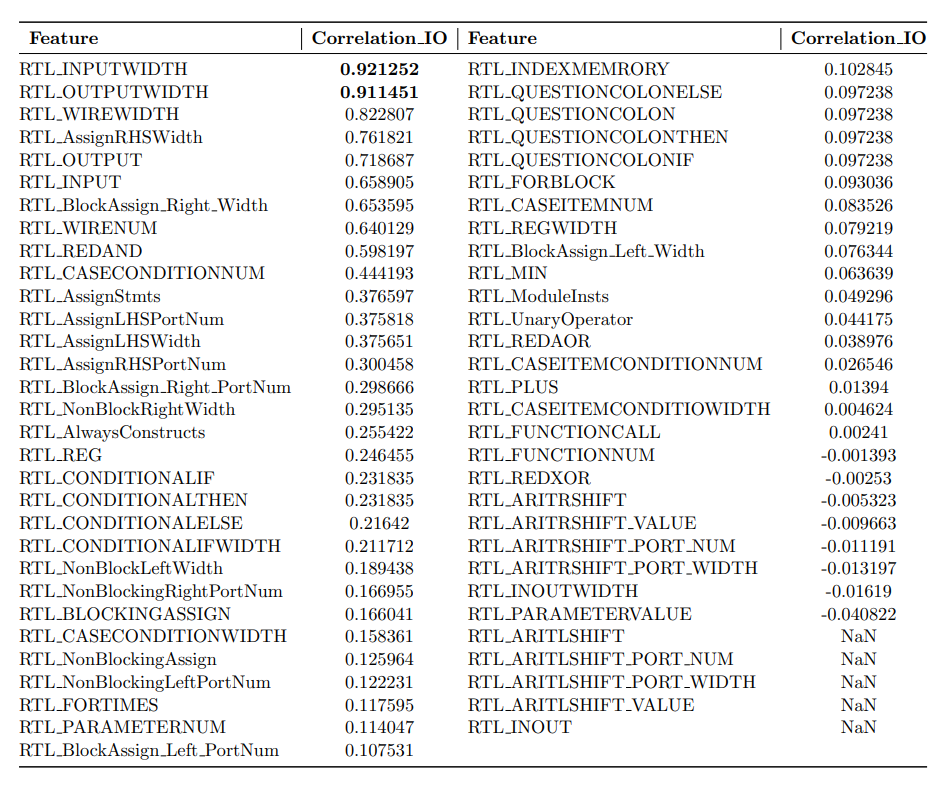 Feature Correlation_IO Feature Correlation_IO
RTL_INPUTWIDTH 0.921252 RTL_INDEXMEMRORY 0.102845
RTL_OUTPUTWIDTH 0.911451 RTL_QUESTIONCOLONELSE 0.097238
RTL_WIREWIDTH 0.822807 RTL_QUESTIONCOLON 0.097238
RTL_AssignRHSWidth 0.761821 RTL_QUESTIONCOLONTHEN 0.097238
RTL_OUTPUT 0.718687 RTL_QUESTIONCOLONIF 0.097238
RTL_INPUT 0.658905 RTL_FORBLOCK 0.093036
RTL_BlockAssign_Right_Width 0.653595 RTL_CASEITEMNUM 0.083526
RTL_WIRENUM 0.640129 RTL_REGWIDTH 0.079219
RTL_REDAND 0.598197 RTL_BlockAssign_Left_Width 0.076344
RTL_CASECONDITIONNUM 0.444193 RTL_MIN 0.063639
RTL_AssignStmts 0.376597 RTL_ModuleInsts 0.049296
RTL_AssignLHSPortNum 0.375818 RTL_UnaryOperator 0.044175
RTL_AssignLHSWidth 0.375651 RTL_REDAOR 0.038976
RTL_AssignRHSPortNum 0.300458 RTL_CASEITEMCONDITIONNUM 0.026546
RTL_BlockAssign_Right_PortNum 0.298666 RTL_PLUS 0.01394
RTL_NonBlockRightWidth 0.295135 RTL_CASEITEMCONDITIOWIDTH 0.004624
RTL_AlwaysConstructs 0.255422 RTL_FUNCTIONCALL 0.00241
RTL_REG 0.246455 RTL_FUNCTIONNUM -0.001393
RTL_CONDITIONALIF 0.231835 RTL_REDXOR -0.00253
RTL_CONDITIONALTHEN 0.231835 RTL_ARITRSHIFT -0.005323
RTL_CONDITIONALELSE 0.21642 RTL_ARITRSHIFT_VALUE -0.009663
RTL_CONDITIONALIFWIDTH 0.211712 RTL_ARITRSHIFT_PORT_NUM -0.011191
RTL_NonBlockLeftWidth 0.189438 RTL_ARITRSHIFT_PORT_WIDTH -0.013197
RTL_NonBlockingRightPortNum 0.166955 RTL_INOUTWIDTH -0.01619
RTL_BLOCKINGASSIGN 0.166041 RTL_PARAMETERVALUE -0.040822
RTL_CASECONDITIONWIDTH 0.158361 RTL_ARITLSHIFT NaN
RTL_NonBlockingAssign 0.125964 RTL_ARITLSHIFT_PORT_NUM NaN
RTL_NonBlockingLeftPortNum 0.122231 RTL_ARITLSHIFT_PORT_WIDTH NaN
RTL_FORTIMES 0.117595 RTL_ARITLSHIFT_VALUE NaN
RTL_PARAMETERNUM 0.114047 RTL_INOUT NaN
RTL_BlockAssign_Left_PortNum 0.107531